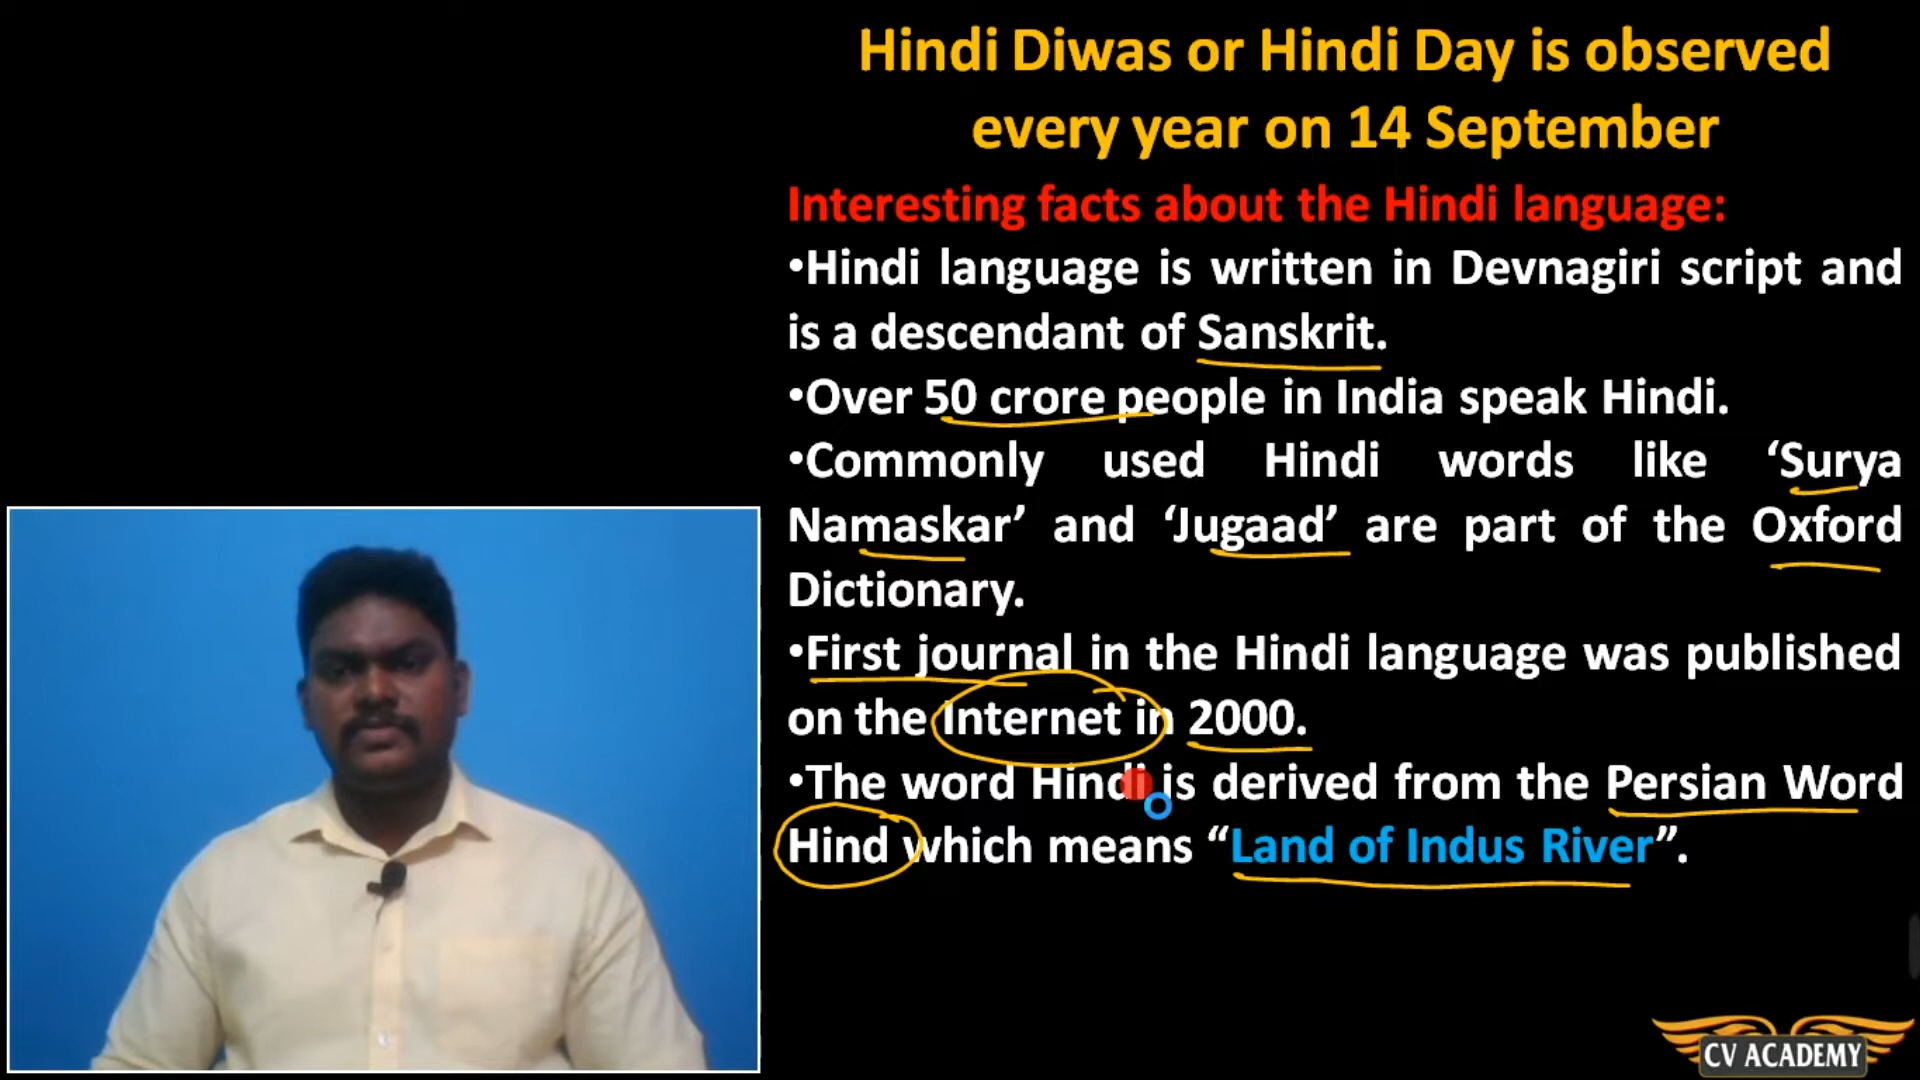 Hindi Diwas or Hindi Day is observed
every year on 14 September
Interesting facts about the Hindi language:
•Hindi language is written in Devnagiri script and
is a descendant of Sanskrit.
•Over 50 crore people in India speak Hindi.
•Commonly used Hindi words like ‘Surya
Namaskar’ and ‘Jugaad’ are part of the Oxford
Dictionary.
•First journal in the Hindi language was published
on the Internet in 2000.
•The word Hindi is derived from the Persian Word
Hind which means “Land of Indus River”.
CV ACADEMY